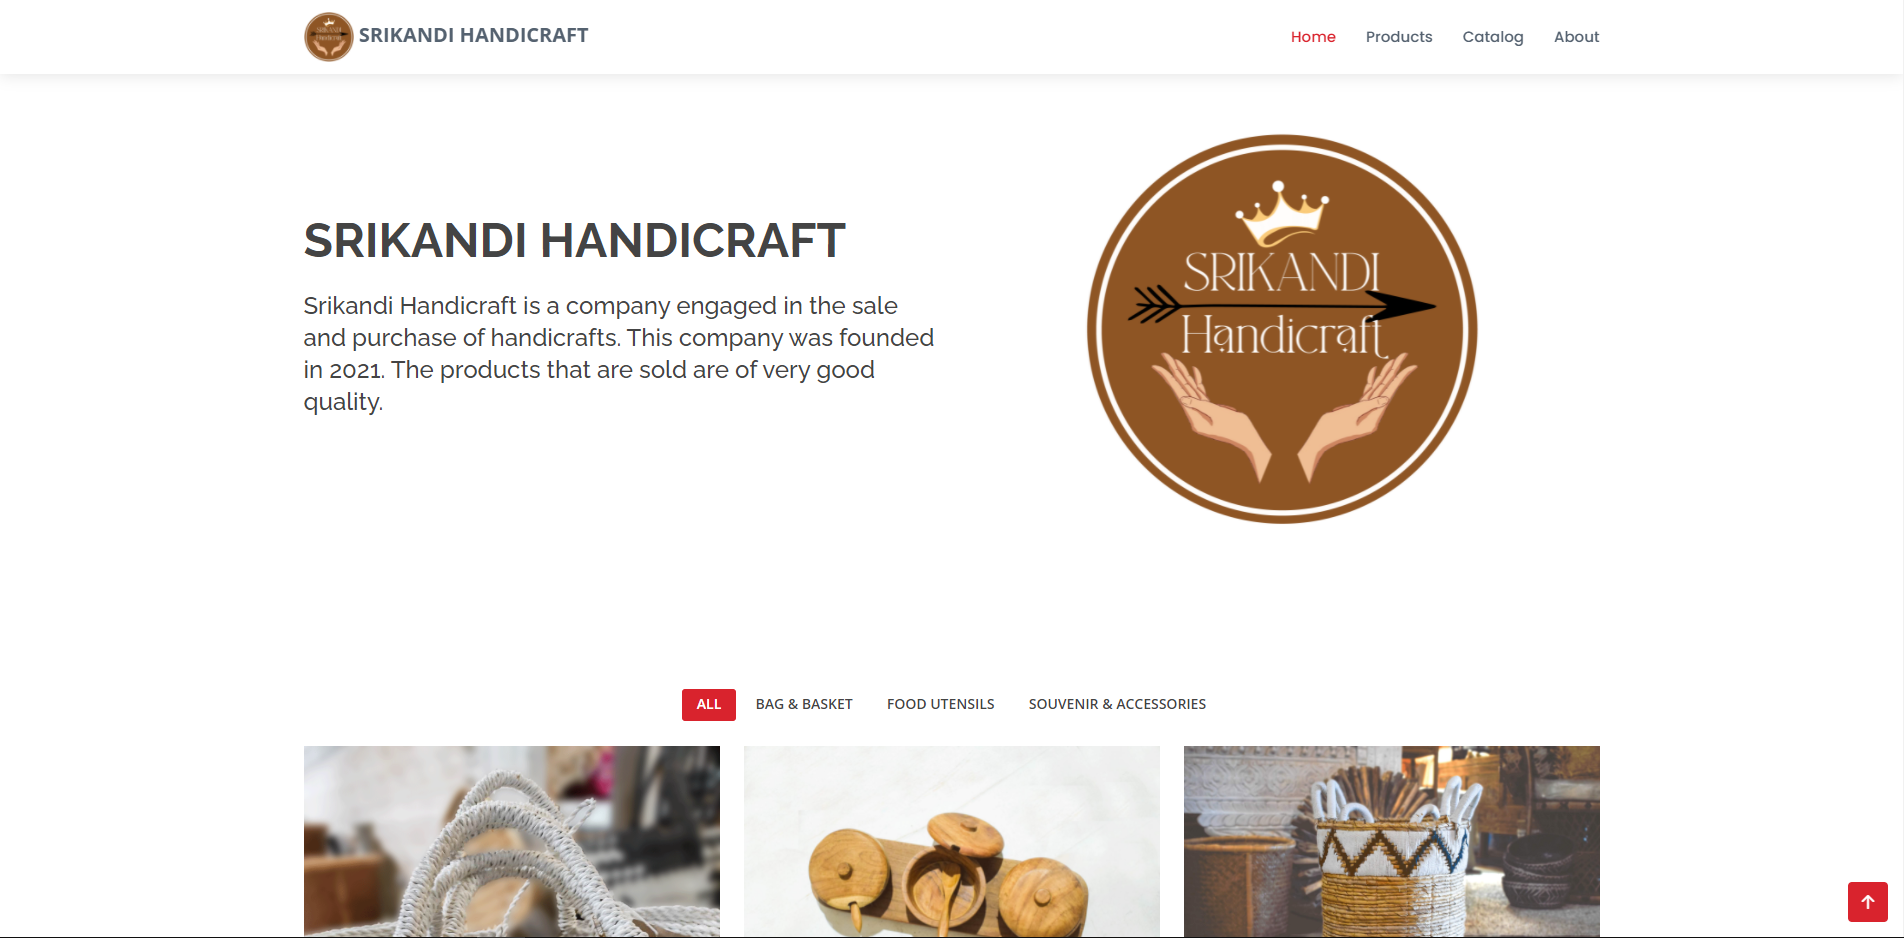 SRIKANDI HANDICRAFT
Home Products Catalog About
SRIKANDI HANDICRAFT
Srikandi Handicraft is a company engaged in the sale
and purchase of handicrafts. This company was founded
in 2021. The products that are sold are of very good
quality.
SRIKANDI
Handicraft
ALL BAG & BASKET FOOD UTENSILS SOUVENIR & ACCESSORIES